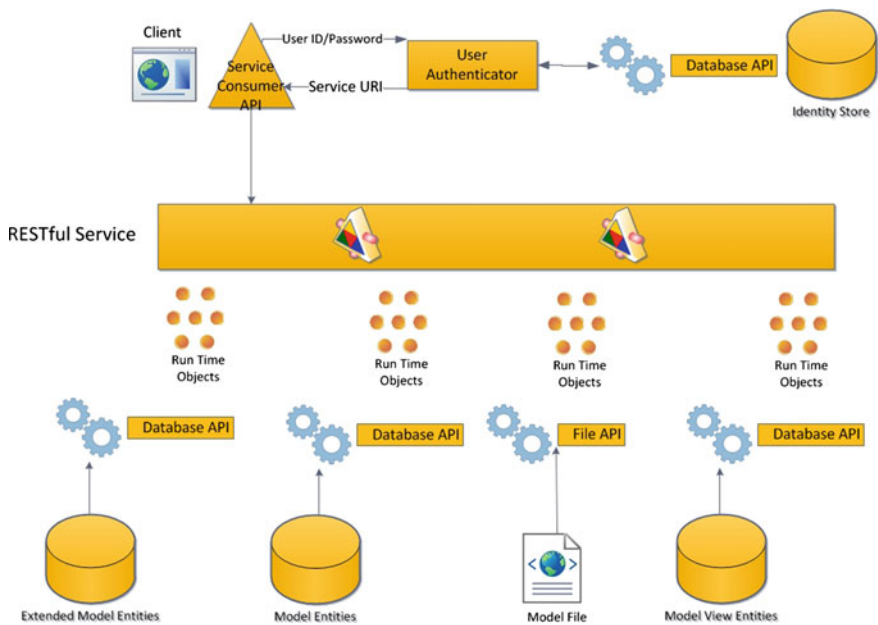 Client
User ID/Password
Service
Consumer
API
Service URI
User
Authenticator
Database API
Identity Store
RESTful Service
Run Time
Objects
Run Time
Objects
Run Time
Objects
Run Time
Objects
Database API
Database API
File API
Database API
Extended Model Entities
Model Entities
Model File
Model View Entities